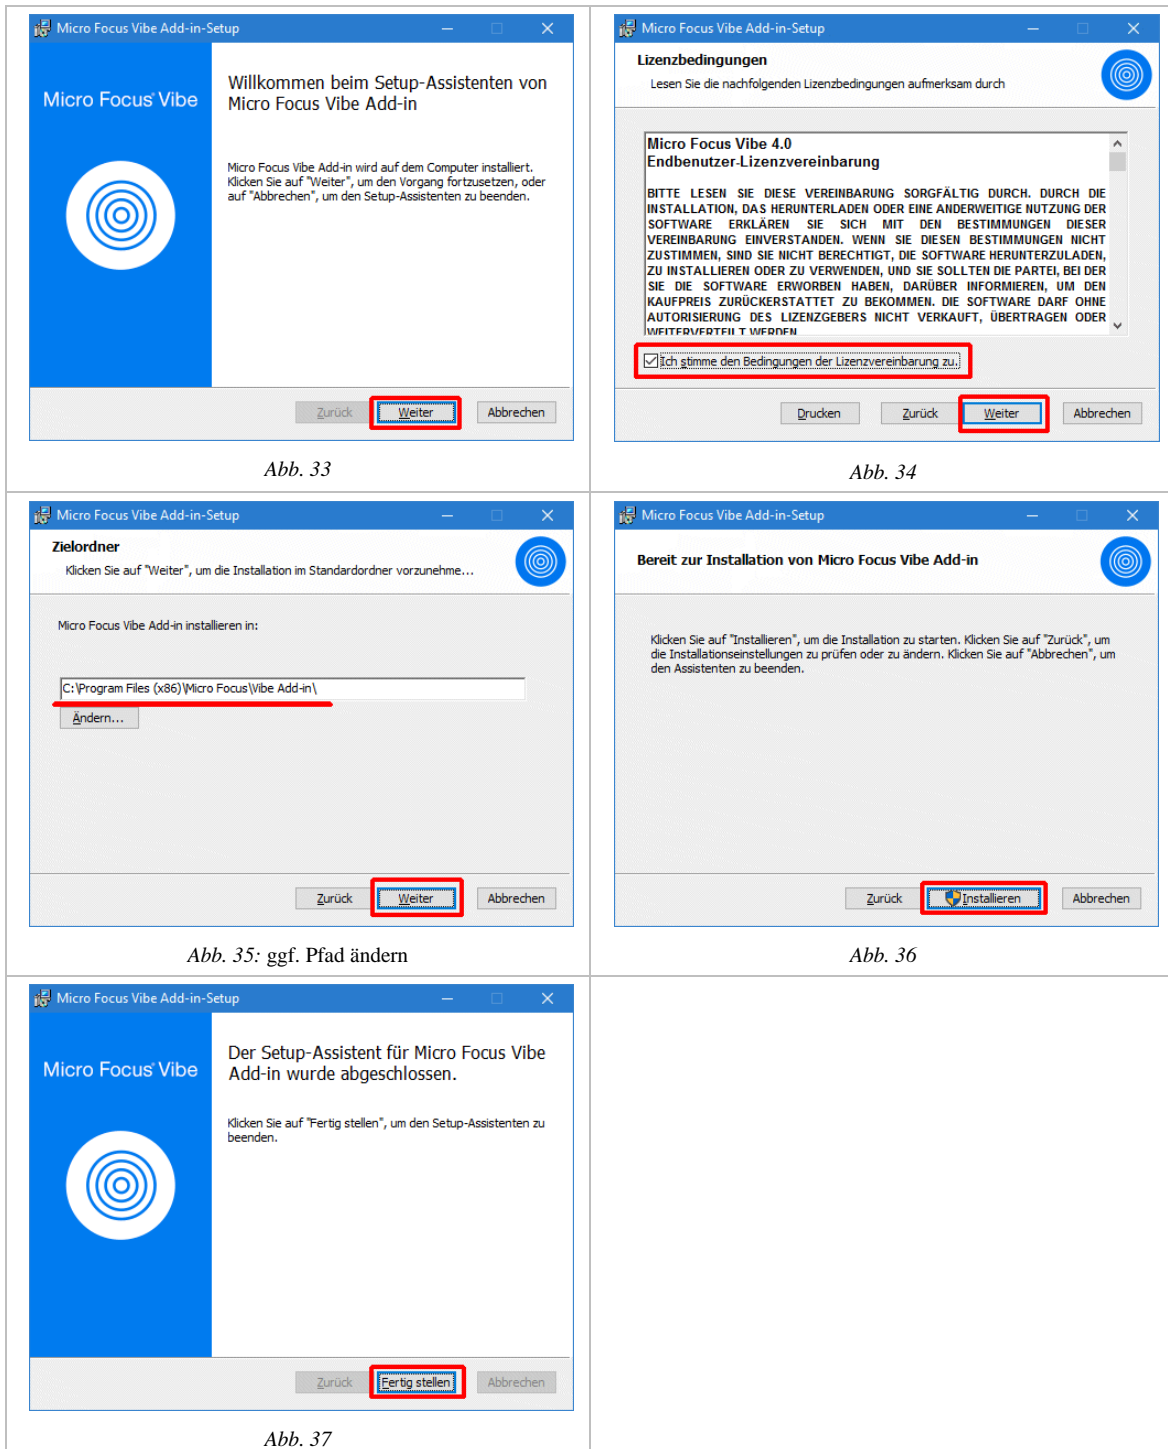 Micro Focus Vibe Add-in-Setup
Micro Focus Vibe
Willkommen beim Setup-Assistenten von
Micro Focus Vibe Add-in
Micro Focus Vibe Add-in wird auf dem Computer installiert.
Klicken Sie auf "Weiter", um den Vorgang fortzusetzen, oder
auf "Abbrechen", um den Setup-Assistenten zu beenden.
Zurück Weiter Abbrechen
Abb. 33
Micro Focus Vibe Add-in-Setup
Lizenzbedingungen
Lesen Sie die nachfolgenden Lizenzbedingungen aufmerksam durch
Micro Focus Vibe 4.0
Endbenutzer-Lizenzvereinbarung
BITTE LESEN SIE DIESE VEREINBARUNG SORGFÄLTIG DURCH. DURCH DIE
INSTALLATION, DAS HERUNTERLADEN ODER EINE ANDERWEITIGE NUTZUNG DER
SOFTWARE ERKLÄREN SIE SICH MIT DEN BESTIMMUNGEN DIESER
VEREINBARUNG EINVERSTANDEN. WENN SIE DIESEN BESTIMMUNGEN NICHT
ZUSTIMMEN, SIND SIE NICHT BERECHTIGT, DIE SOFTWARE HERUNTERZULADEN,
ZU INSTALLIEREN ODER ZU VERWENDEN, UND SIE SOLLTEN DIE PARTEI, BEI DER
SIE DIE SOFTWARE ERWORBEN HABEN, DARÜBER INFORMIEREN, UM DEN
KAUFPREIS ZURÜCKERSTATTET ZU BEKOMMEN. DIE SOFTWARE DARF OHNE
AUTORISIERUNG DES LIZENZGEBERS NICHT VERKAUFT, ÜBERTRAGEN ODER
WEITERVERTEILT WERDEN
Ich stimme den Bedingungen der Lizenzvereinbarung zu.
Drucken Zurück Weiter Abbrechen
Abb. 34
Micro Focus Vibe Add-in-Setup
Zielordner
Klicken Sie auf "Weiter", um die Installation im Standardordner vorzunehme...
Micro Focus Vibe Add-in installieren in:
C:\Program Files (x86)\Micro Focus\Vibe Add-in\
Ändern...
Zurück Weiter Abbrechen
Abb. 35: ggf. Pfad ändern
Micro Focus Vibe Add-in-Setup
Bereit zur Installation von Micro Focus Vibe Add-in
Klicken Sie auf "Installieren", um die Installation zu starten. Klicken Sie auf "Zurück", um
die Installationseinstellungen zu prüfen oder zu ändern. Klicken Sie auf "Abbrechen", um
den Assistenten zu beenden.
Zurück Installieren Abbrechen
Abb. 36
Micro Focus Vibe Add-in-Setup
Micro Focus Vibe
Der Setup-Assistent für Micro Focus Vibe
Add-in wurde abgeschlossen.
Klicken Sie auf "Fertig stellen", um den Setup-Assistenten zu
beenden.
Zurück Fertig stellen Abbrechen
Abb. 37